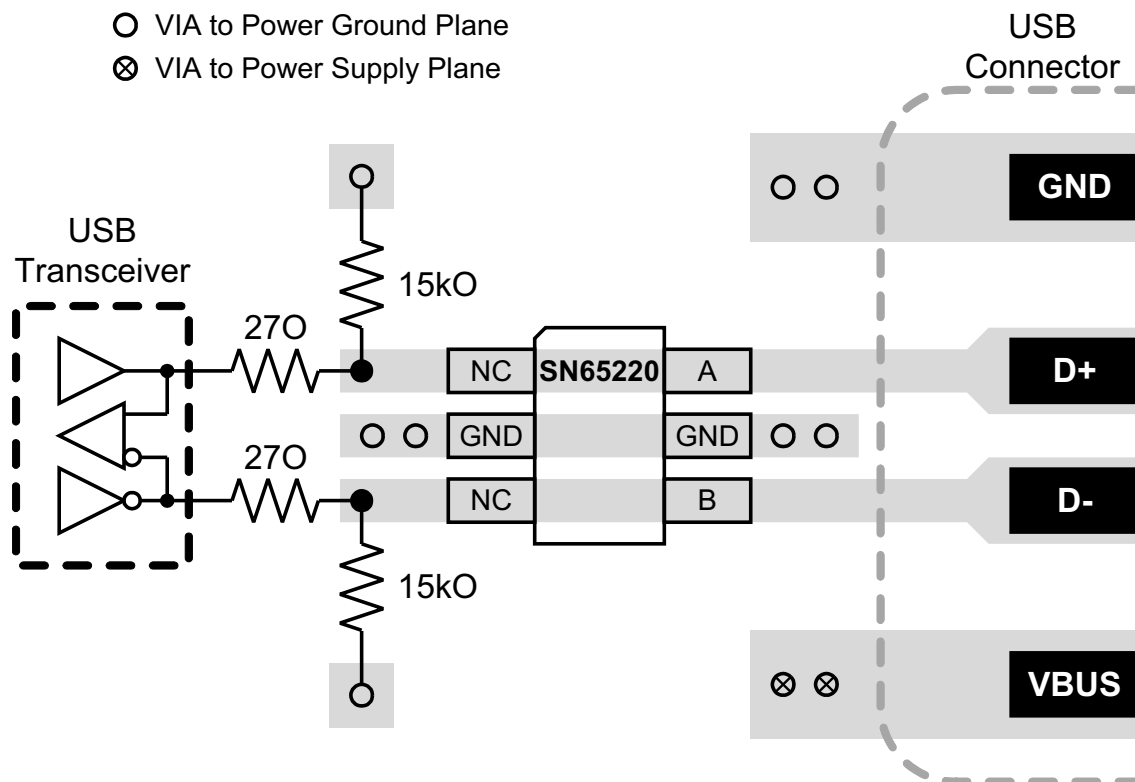 VIA to Power Ground Plane
VIA to Power Supply Plane
USB
Connector
GND
USB
Transceiver
15kO
27O
NC
SN65220
A
D+
GND
GND
27O
NC
B
D-
15kO
VBUS